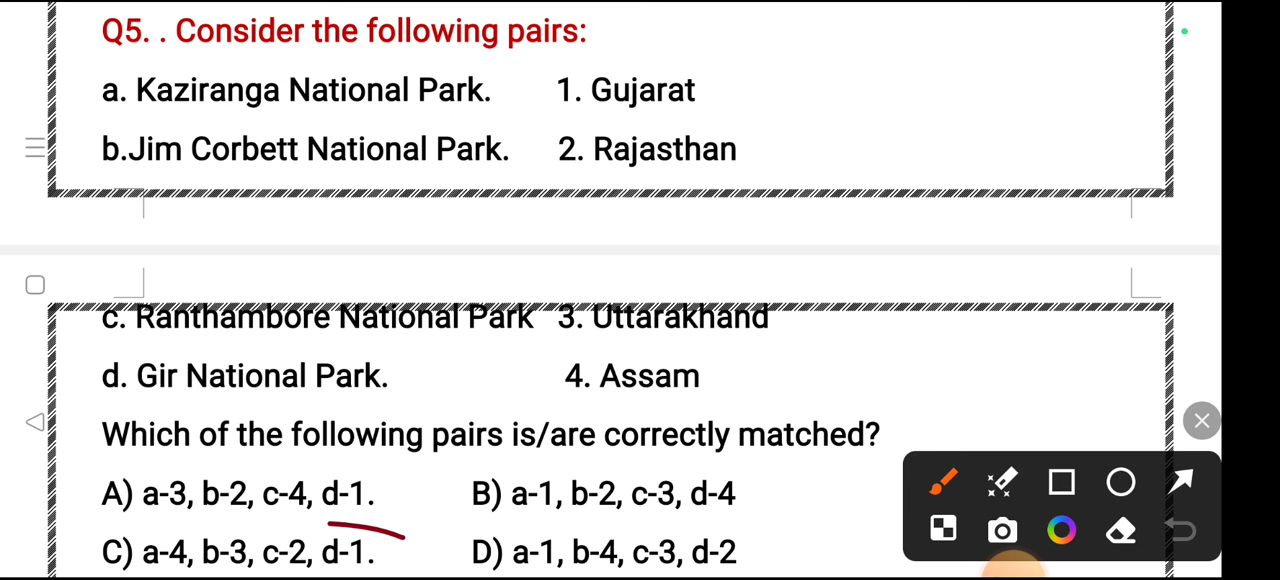 Q5. . Consider the following pairs:
a. Kaziranga National Park. 1. Gujarat
b.Jim Corbett National Park. 2. Rajasthan
c. Ranthambore National Park 3. Uttarakhand
d. Gir National Park. 4. Assam
Which of the following pairs is/are correctly matched?
A) a-3, b-2, c-4, d-1. B) a-1, b-2, c-3, d-4
C) a-4, b-3, c-2, d-1. D) a-1, b-4, c-3, d-2